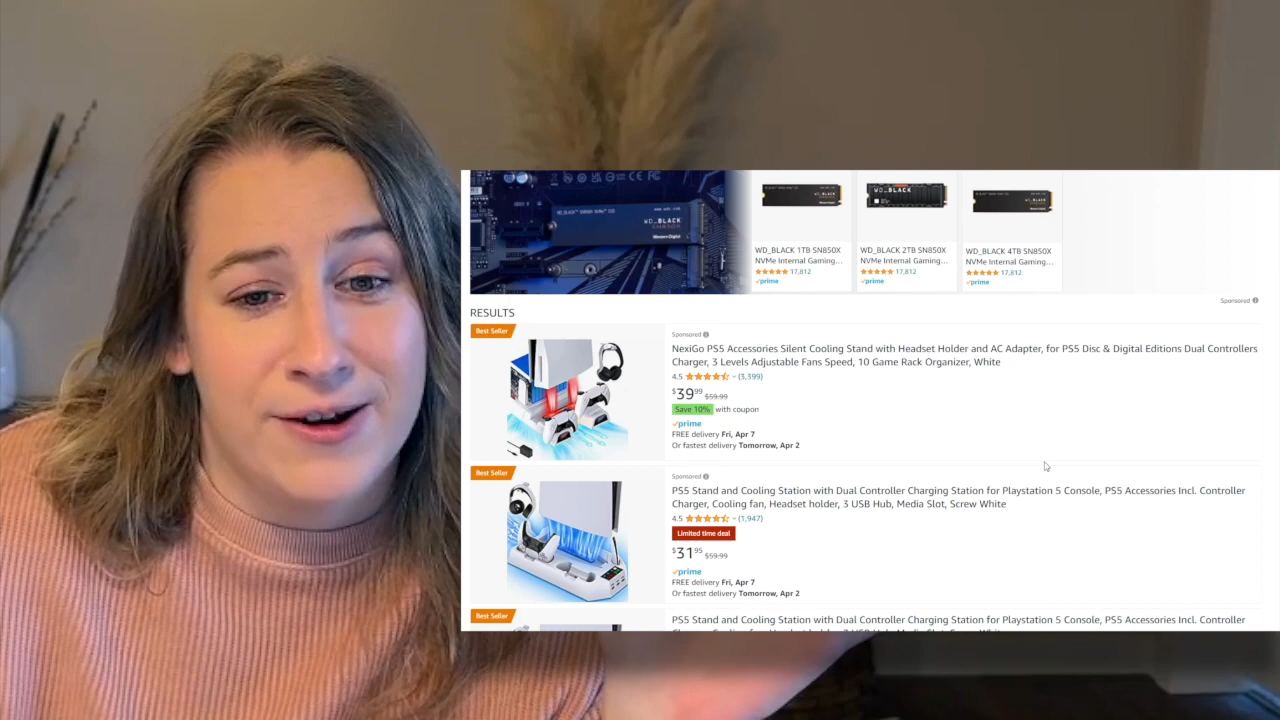 WD_BLACK
WD_BLACK
WD_BLACK
WD_BLACK
Western Digital
WD_BLACK 1TB SN850X
NVMe Internal Gaming...
17,812
prime
WD_BLACK 2TB SN850X
NVMe Internal Gaming...
17,812
prime
WD_BLACK 4TB SN850X
NVMe Internal Gaming...
17,812
prime
Sponsored
RESULTS
Best Seller
Sponsored
NexiGo PS5 Accessories Silent Cooling Stand with Headset Holder and AC Adapter, for PS5 Disc & Digital Editions Dual Controllers
Charger, 3 Levels Adjustable Fans Speed, 10 Game Rack Organizer, White
4.5 (3,399)
$39⁹⁹ $59.99
Save 10% with coupon
prime
FREE delivery Fri, Apr 7
Or fastest delivery Tomorrow, Apr 2
Best Seller
Sponsored
PS5 Stand and Cooling Station with Dual Controller Charging Station for Playstation 5 Console, PS5 Accessories Incl. Controller
Charger, Cooling fan, Headset holder, 3 USB Hub, Media Slot, Screw White
4.5 (1,947)
Limited time deal
$31⁹⁵ $59.99
prime
FREE delivery Fri, Apr 7
Or fastest delivery Tomorrow, Apr 2
Best Seller
PS5 Stand and Cooling Station with Dual Controller Charging Station for Playstation 5 Console, PS5 Accessories Incl. Controller